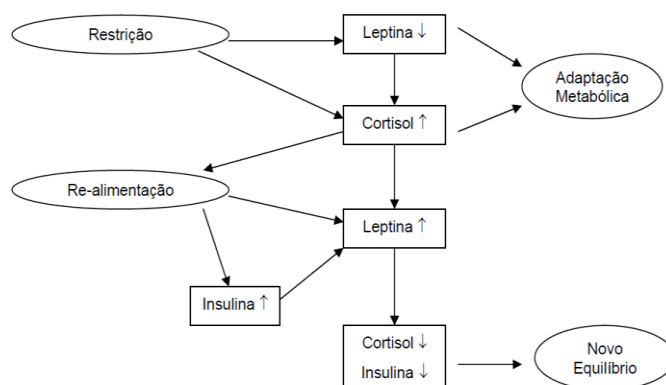 Restrição
Leptina ↓
Adaptação
Metabólica
Cortisol ↑
Re-alimentação
Leptina ↑
Insulina ↑
Cortisol ↓
Insulina ↓
Novo
Equilíbrio